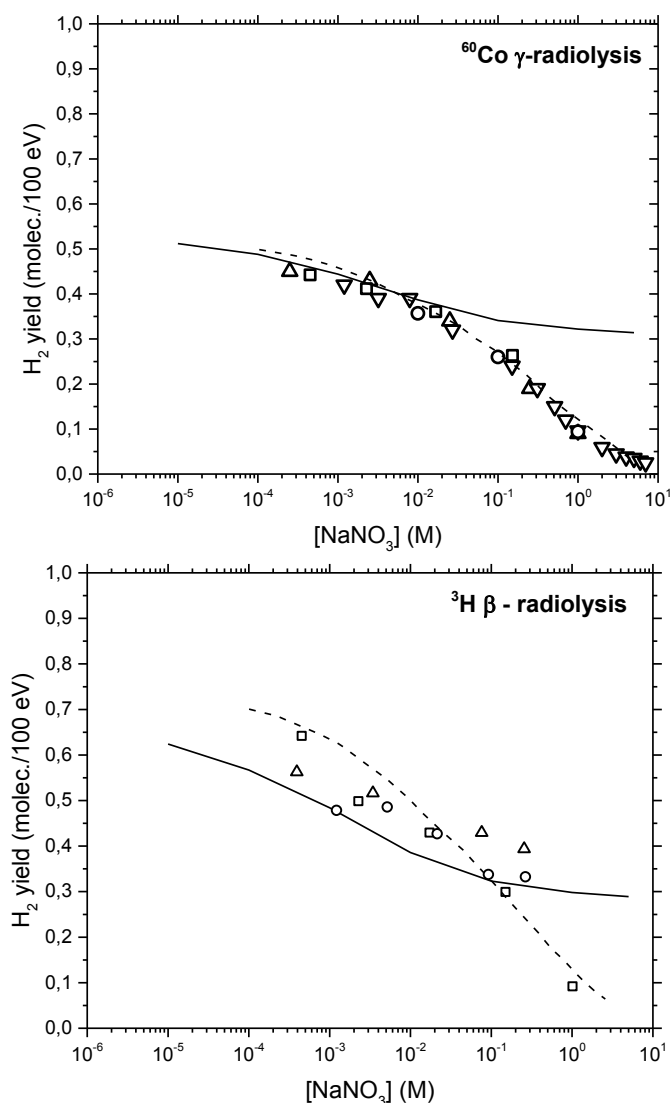 ⁶⁰Co γ-radiolysis
H₂ yield (molec./100 eV)
1,0
0,9
0,8
0,7
0,6
0,5
0,4
0,3
0,2
0,1
0,0
10⁻⁶ 10⁻⁵ 10⁻⁴ 10⁻³ 10⁻² 10⁻¹ 10⁰ 10¹
[NaNO₃] (M)
³H β - radiolysis
H₂ yield (molec./100 eV)
1,0
0,9
0,8
0,7
0,6
0,5
0,4
0,3
0,2
0,1
0,0
10⁻⁶ 10⁻⁵ 10⁻⁴ 10⁻³ 10⁻² 10⁻¹ 10⁰ 10¹
[NaNO₃] (M)